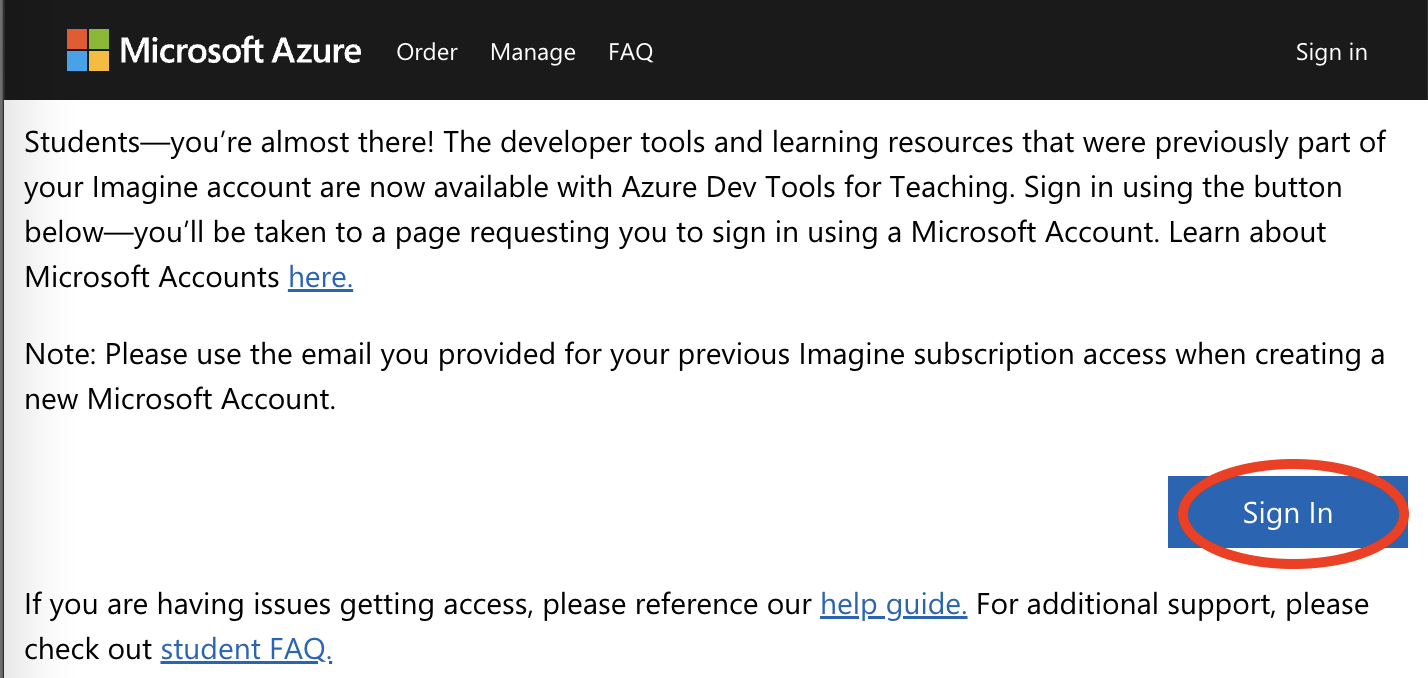 Microsoft Azure Order Manage FAQ Sign in
Students—you’re almost there! The developer tools and learning resources that were previously part of
your Imagine account are now available with Azure Dev Tools for Teaching. Sign in using the button
below—you’ll be taken to a page requesting you to sign in using a Microsoft Account. Learn about
Microsoft Accounts here.
Note: Please use the email you provided for your previous Imagine subscription access when creating a
new Microsoft Account.
Sign In
If you are having issues getting access, please reference our help guide. For additional support, please
check out student FAQ.